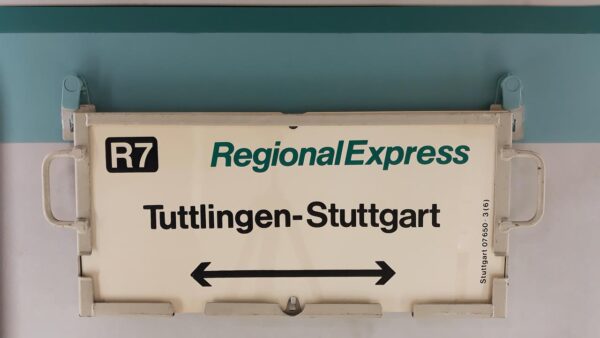 R7
RegionalExpress
Tuttlingen-Stuttgart
Stuttgart 07650 · 3 (6)